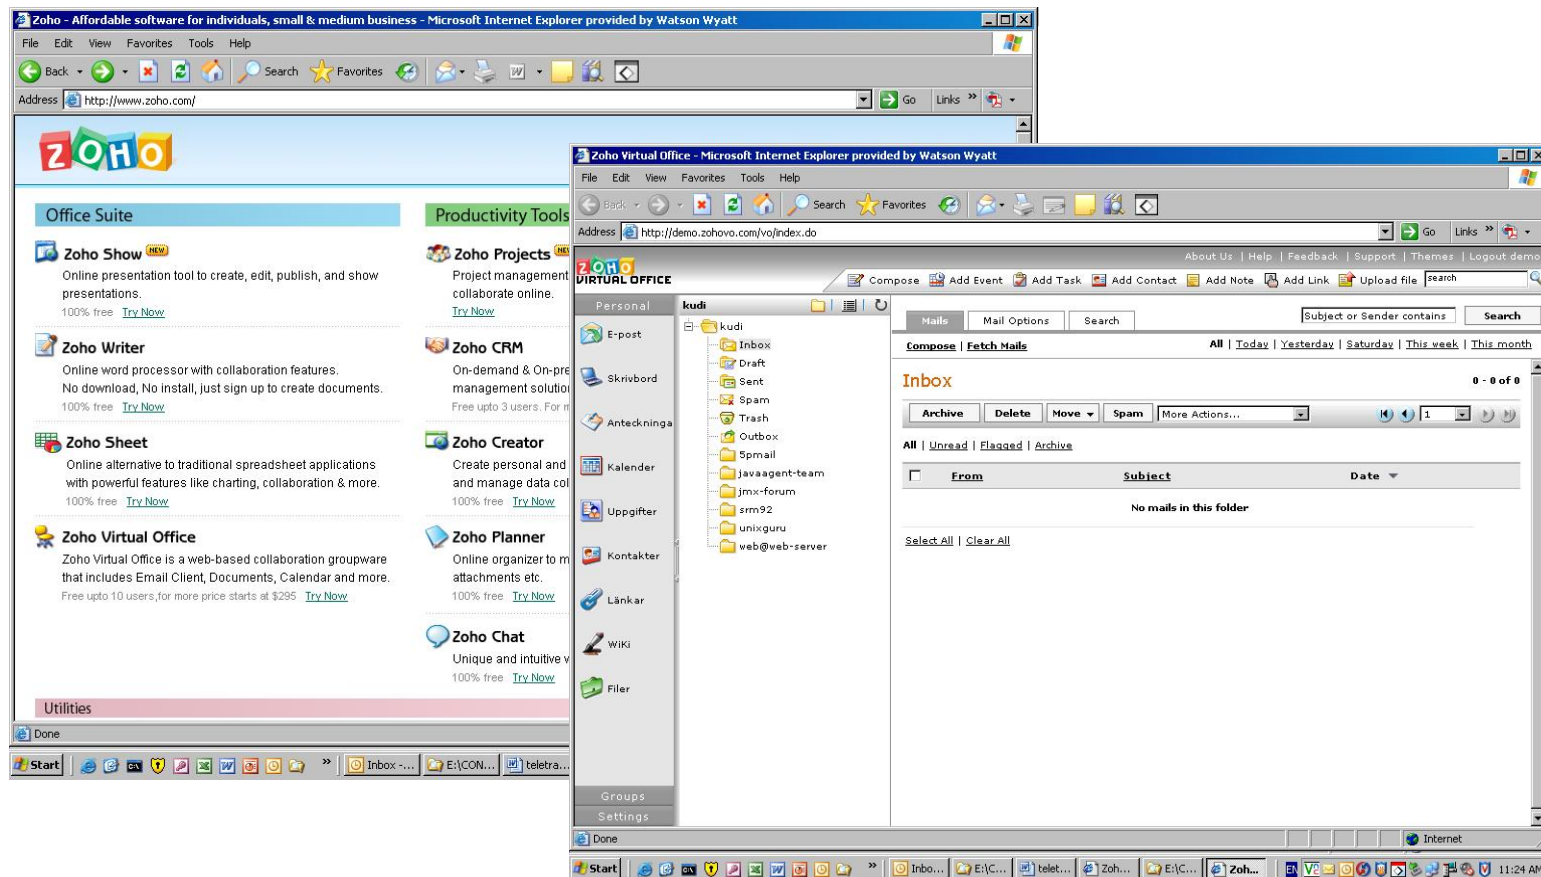 Zoho - Affordable software for individuals, small & medium business - Microsoft Internet Explorer provided by Watson Wyatt
File Edit View Favorites Tools Help
Back Search Favorites
Address http://www.zoho.com/ Go Links »
ZOHO
Office Suite
Zoho Show NEW
Online presentation tool to create, edit, publish, and show
presentations.
100% free Try Now
Zoho Writer
Online word processor with collaboration features.
No download, No install, just sign up to create documents.
100% free Try Now
Zoho Sheet
Online alternative to traditional spreadsheet applications
with powerful features like charting, collaboration & more.
100% free Try Now
Zoho Virtual Office
Zoho Virtual Office is a web-based collaboration groupware
that includes Email Client, Documents, Calendar and more.
Free upto 10 users,for more price starts at $295 Try Now
Productivity Tools
Zoho Projects
Project management
collaborate online.
Try Now
Zoho CRM
On-demand & On-pre
management solutio
Free upto 3 users. For
Zoho Creator
Create personal and
and manage data col
100% free Try Now
Zoho Planner
Online organizer to m
attachments etc.
100% free Try Now
Zoho Chat
Unique and intuitive
100% free Try Now
Utilities
Done
Start » Inbox -... E:\CON... teletra...
Zoho Virtual Office - Microsoft Internet Explorer provided by Watson Wyatt
File Edit View Favorites Tools Help
Back Search Favorites
Address http://demo.zohovo.com/vo/index.do Go Links »
ZOHO
VIRTUAL OFFICE
About Us | Help | Feedback | Support | Themes | Logout demo
Compose Add Event Add Task Add Contact Add Note Add Link Upload file search
Personal
E-post
Skrivbord
Anteckninga
Kalender
Uppgifter
Kontakter
Länkar
WiKi
Filer
Groups
Settings
kudi
kudi
Inbox
Draft
Sent
Spam
Trash
Outbox
5pmail
javaagent-team
jmx-forum
srm92
unixguru
web@web-server
Mails Mail Options Search Subject or Sender contains Search
Compose | Fetch Mails All | Today | Yesterday | Saturday | This week | This month
Inbox 0 - 0 of 0
Archive Delete Move Spam More Actions... 1
All | Unread | Flagged | Archive
From Subject Date
No mails in this folder
Select All | Clear All
Done Internet
Start » Inbo... E:\C... telet... Zoh... E:\C... Zoh... EN 11:24 AM